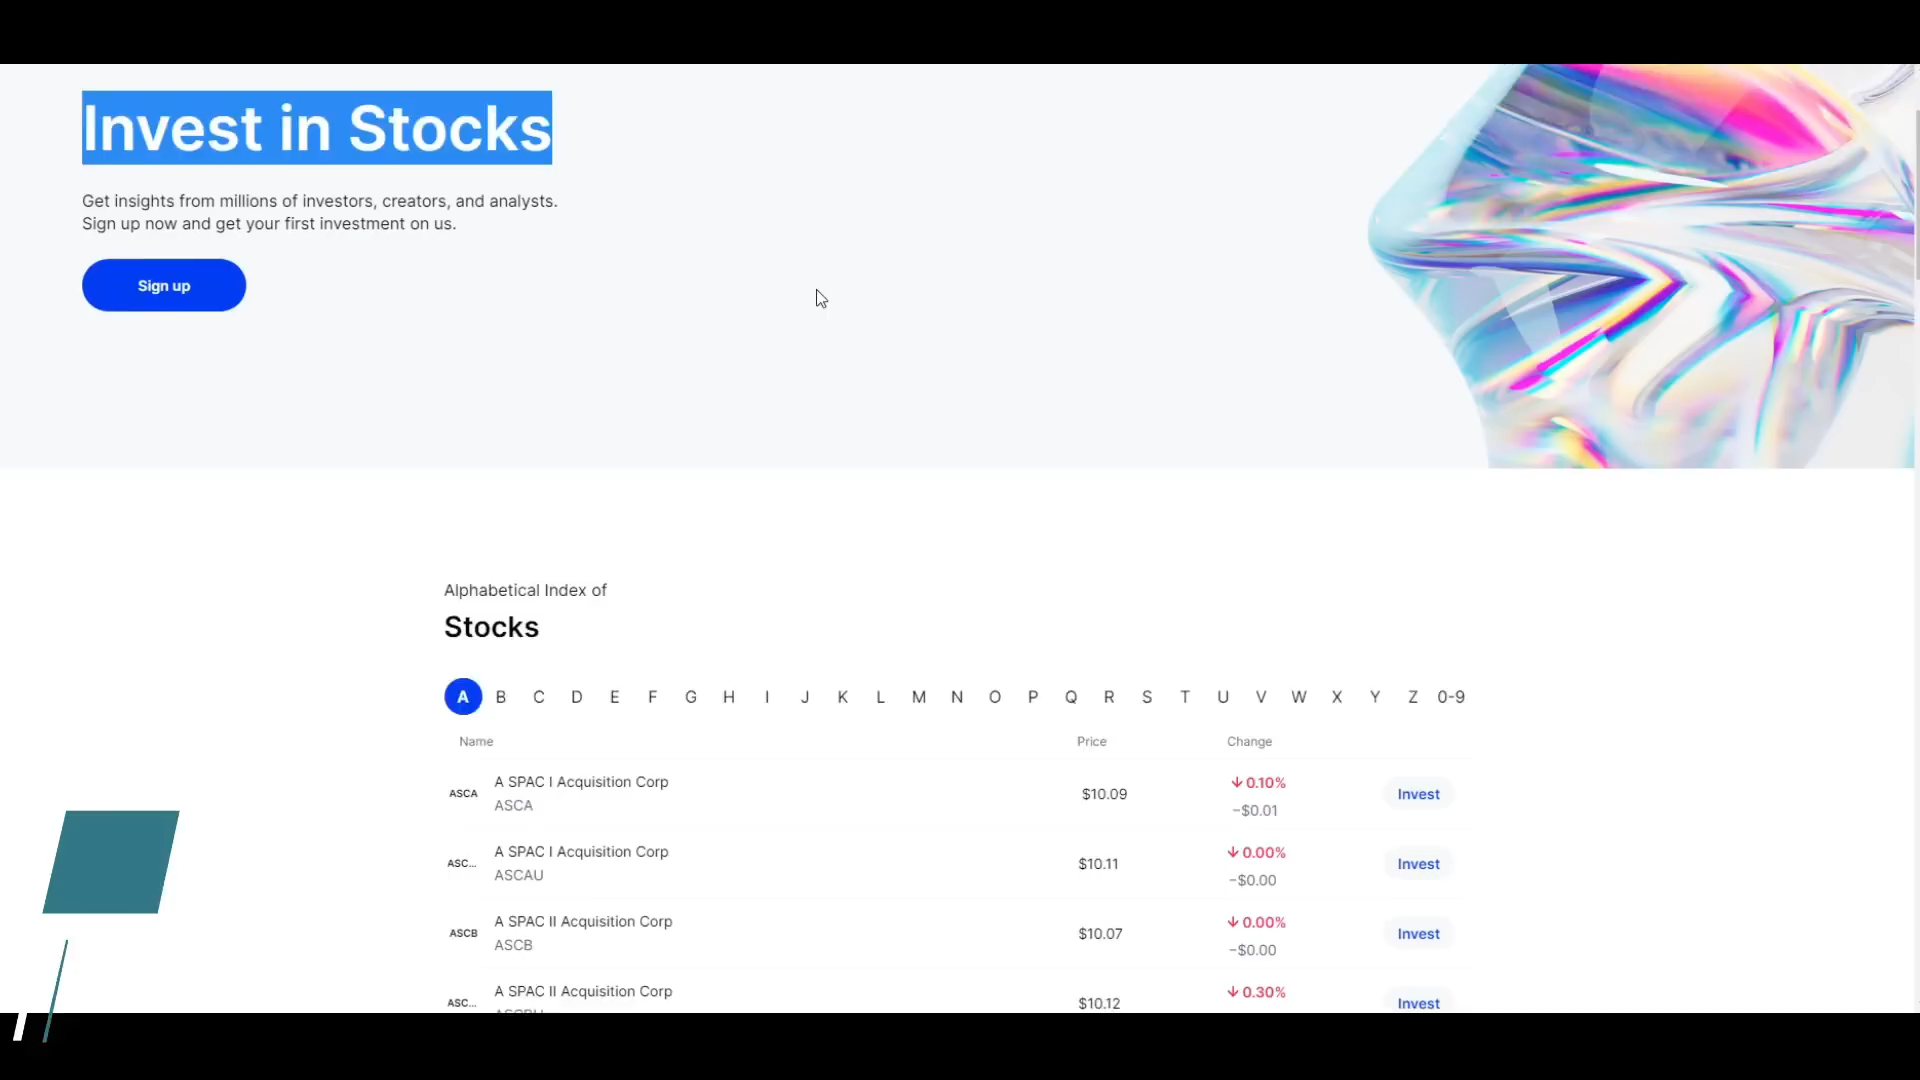 Invest in Stocks
Get insights from millions of investors, creators, and analysts.
Sign up now and get your first investment on us.
Sign up
Alphabetical Index of
Stocks
A B C D E F G H I J K L M N O P Q R S T U V W X Y Z 0-9
Name Price Change
ASCA A SPAC I Acquisition Corp ASCA $10.09 ↓ 0.10% −$0.01 Invest
ASC... A SPAC I Acquisition Corp ASCAU $10.11 ↓ 0.00% −$0.00 Invest
ASCB A SPAC II Acquisition Corp ASCB $10.07 ↓ 0.00% −$0.00 Invest
ASC... A SPAC II Acquisition Corp $10.12 ↓ 0.30% Invest